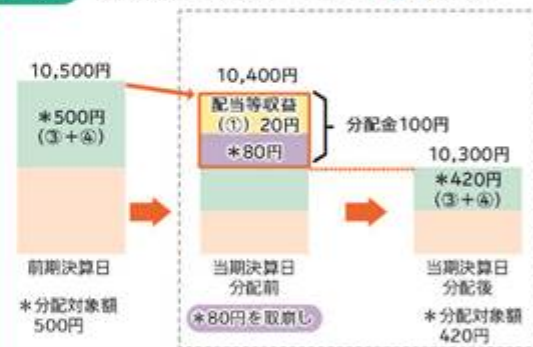 10,500円
*500円
(③+④)
前期決算日
*分配対象額
500円
10,400円
配当等収益
(①) 20円
*80円
分配金100円
当期決算日
分配前
*80円を取崩し
10,300円
*420円
(③+④)
当期決算日
分配後
*分配対象額
420円